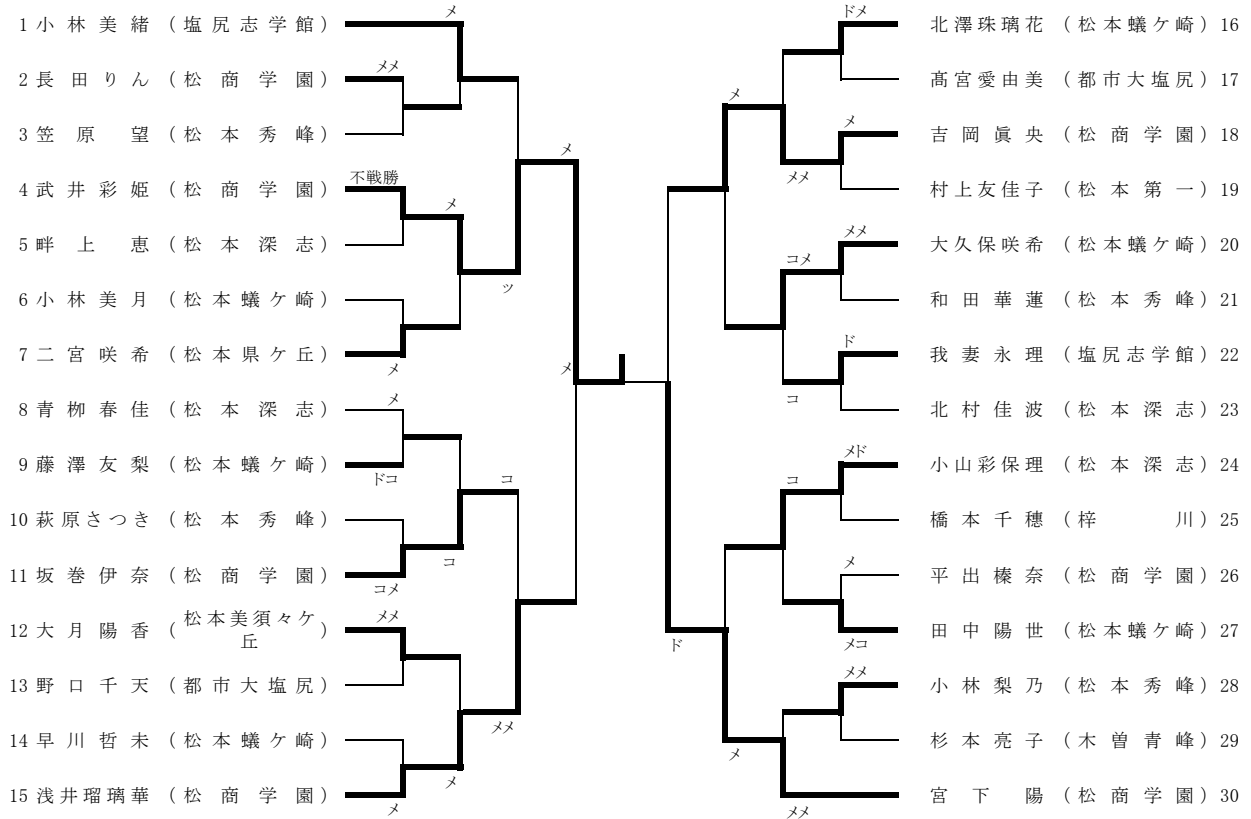 メ
1 小林美緒 (塩尻志学館)
メメ
2 長田りん (松商学園)
3 笠原望 (松本秀峰)
メ
不戦勝
4 武井彩姫 (松商学園)
メ
5 畔上恵 (松本深志)
ツ
6 小林美月 (松本蟻ケ崎)
7 二宮咲希 (松本県ケ丘)
メ
メ
メ
8 青栁春佳 (松本深志)
9 藤澤友梨 (松本蟻ケ崎)
ドコ
コ
10 萩原さつき (松本秀峰)
コ
11 坂巻伊奈 (松商学園)
コメ
メメ
12 大月陽香 (松本美須々ケ丘)
13 野口千天 (都市大塩尻)
メメ
14 早川哲未 (松本蟻ケ崎)
メ
15 浅井瑠璃華 (松商学園)
メ
ドメ
北澤珠璃花 (松本蟻ケ崎) 16
髙宮愛由美 (都市大塩尻) 17
メ
メ
吉岡眞央 (松商学園) 18
メメ
村上友佳子 (松本第一) 19
メメ
大久保咲希 (松本蟻ケ崎) 20
コメ
和田華蓮 (松本秀峰) 21
ド
我妻永理 (塩尻志学館) 22
コ
北村佳波 (松本深志) 23
メド
小山彩保理 (松本深志) 24
コ
橋本千穂 (梓川) 25
メ
平出榛奈 (松商学園) 26
田中陽世 (松本蟻ケ崎) 27
メコ
ド
メメ
小林梨乃 (松本秀峰) 28
杉本亮子 (木曽青峰) 29
メ
宮下陽 (松商学園) 30
メメ